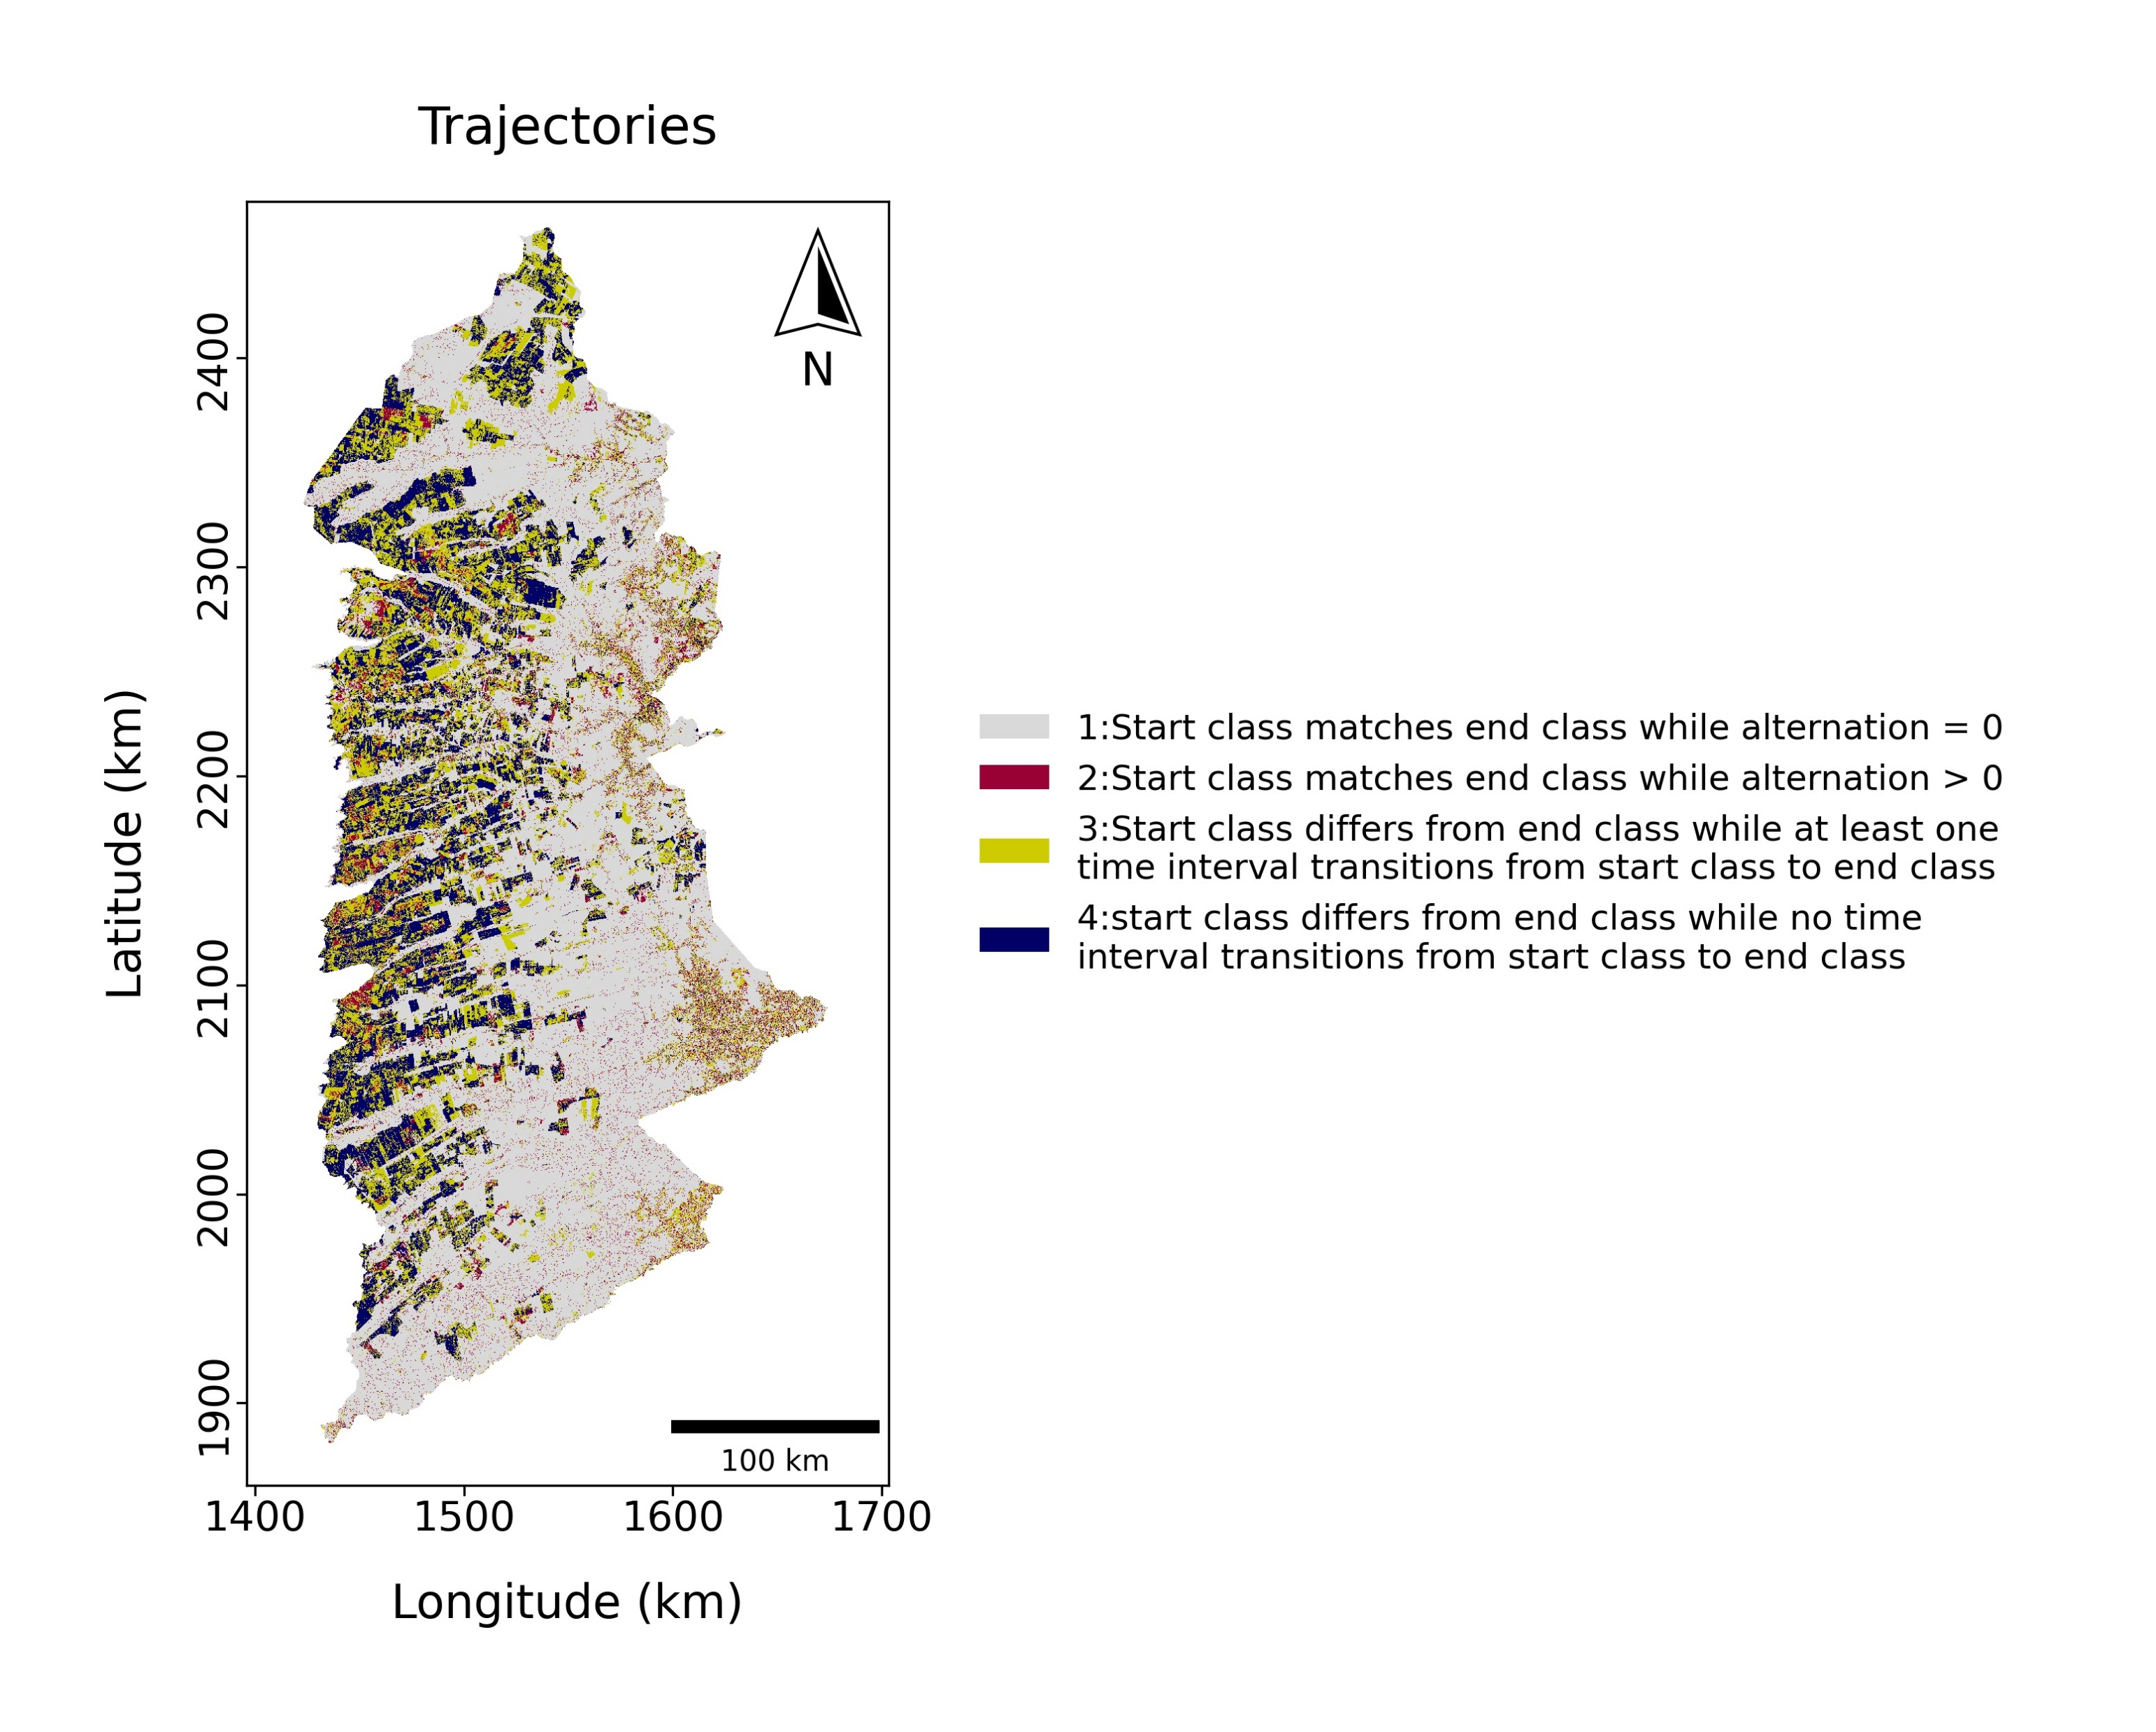 Trajectories
N
2400
2300
2200
2100
2000
1900
Latitude (km)
100 km
1400 1500 1600 1700
Longitude (km)
1:Start class matches end class while alternation = 0
2:Start class matches end class while alternation > 0
3:Start class differs from end class while at least one
time interval transitions from start class to end class
4:start class differs from end class while no time
interval transitions from start class to end class